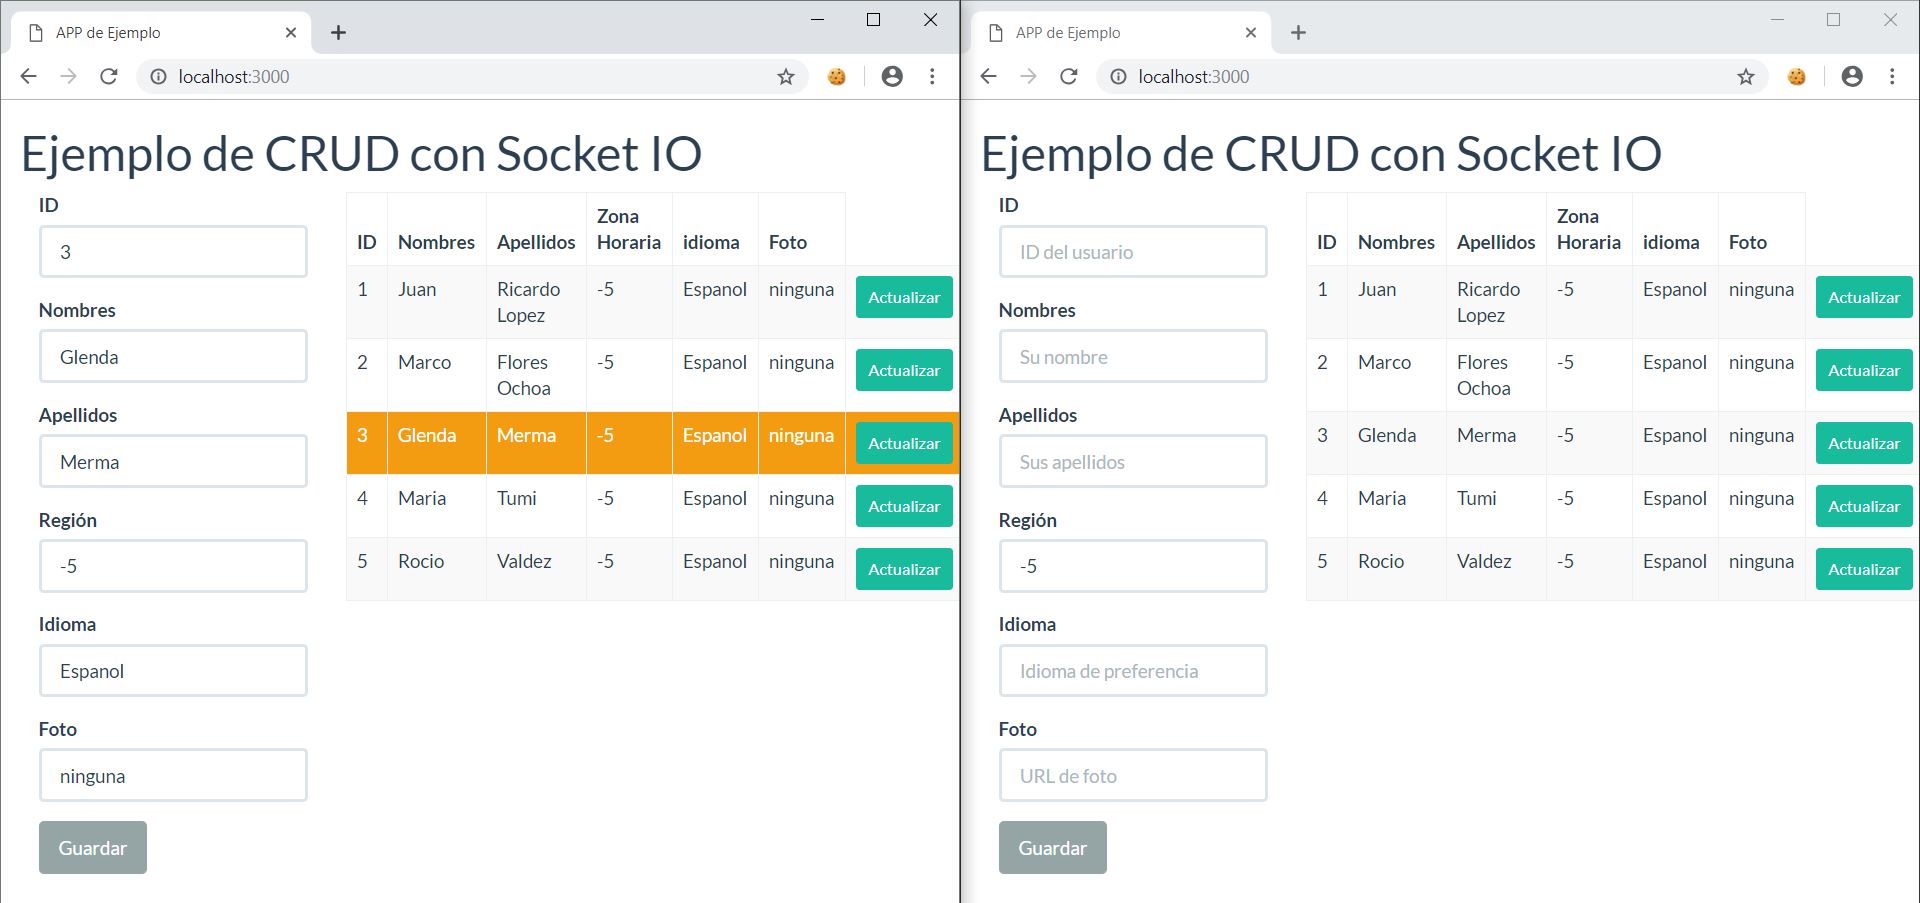 APP de Ejemplo
localhost:3000
Ejemplo de CRUD con Socket IO
ID
3
Nombres
Glenda
Apellidos
Merma
Región
-5
Idioma
Espanol
Foto
ninguna
Guardar
ID Nombres Apellidos Zona Horaria idioma Foto
1 Juan Ricardo Lopez -5 Espanol ninguna Actualizar
2 Marco Flores Ochoa -5 Espanol ninguna Actualizar
3 Glenda Merma -5 Espanol ninguna Actualizar
4 Maria Tumi -5 Espanol ninguna Actualizar
5 Rocio Valdez -5 Espanol ninguna Actualizar
APP de Ejemplo
localhost:3000
Ejemplo de CRUD con Socket IO
ID
ID del usuario
Nombres
Su nombre
Apellidos
Sus apellidos
Región
-5
Idioma
Idioma de preferencia
Foto
URL de foto
Guardar
ID Nombres Apellidos Zona Horaria idioma Foto
1 Juan Ricardo Lopez -5 Espanol ninguna Actualizar
2 Marco Flores Ochoa -5 Espanol ninguna Actualizar
3 Glenda Merma -5 Espanol ninguna Actualizar
4 Maria Tumi -5 Espanol ninguna Actualizar
5 Rocio Valdez -5 Espanol ninguna Actualizar